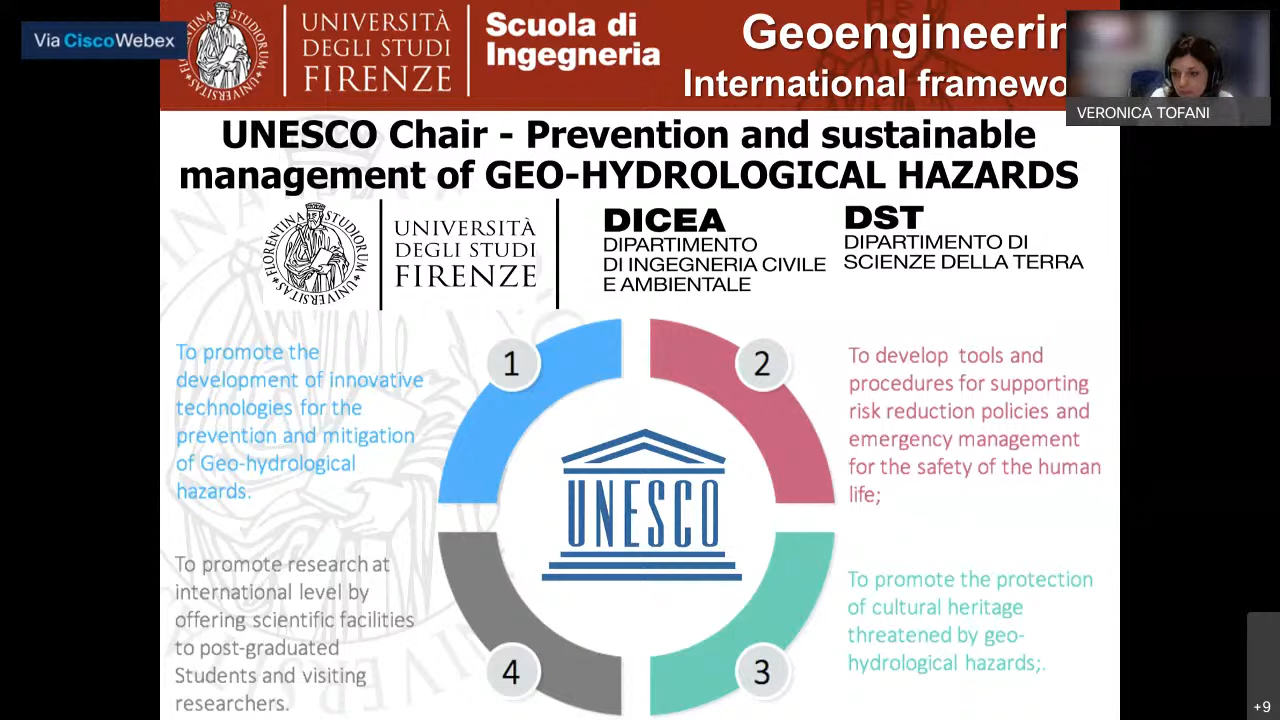 Via Cisco Webex
UNIVERSITÀ
DEGLI STUDI
FIRENZE
Scuola di
Ingegneria
Geoengineerin
International framewo
VERONICA TOFANI
UNESCO Chair - Prevention and sustainable
management of GEO-HYDROLOGICAL HAZARDS
FLORENTINA STUDIORUM UNIVERSITAS
UNIVERSITÀ
DEGLI STUDI
FIRENZE
DICEA
DIPARTIMENTO
DI INGEGNERIA CIVILE
E AMBIENTALE
DST
DIPARTIMENTO DI
SCIENZE DELLA TERRA
1
To promote the
development of innovative
technologies for the
prevention and mitigation
of Geo-hydrological
hazards.
2
To develop tools and
procedures for supporting
risk reduction policies and
emergency management
for the safety of the human
life;
UNESCO
To promote research at
international level by
offering scientific facilities
to post-graduated
Students and visiting
researchers.
4
3
To promote the protection
of cultural heritage
threatened by geo-
hydrological hazards;.
+9